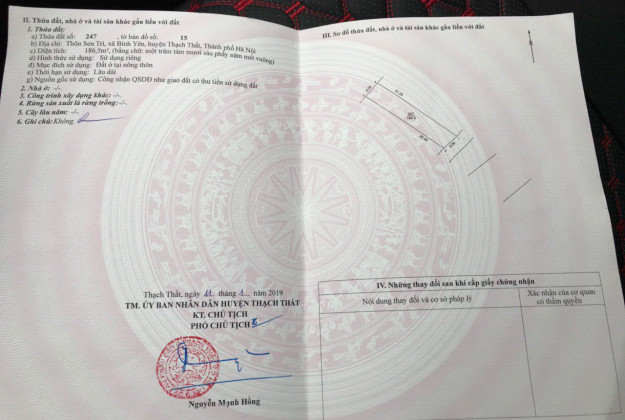 II. Thửa đất, nhà ở và tài sản khác gắn liền với đất
1. Thửa đất:
a) Thửa đất số: 247 , tờ bản đồ số: 15
b) Địa chỉ: Thôn Sen Trì, xã Bình Yên, huyện Thạch Thất, Thành phố Hà Nội
c) Diện tích: 186,5m², (bằng chữ: một trăm tám mươi sáu phẩy năm mét vuông)
d) Hình thức sử dụng: Sử dụng riêng
đ) Mục đích sử dụng: Đất ở tại nông thôn
e) Thời hạn sử dụng: Lâu dài
g) Nguồn gốc sử dụng: Công nhận QSDĐ như giao đất có thu tiền sử dụng đất
2. Nhà ở: -/-
3. Công trình xây dựng khác: -/-
4. Rừng sản xuất là rừng trồng: -/-
5. Cây lâu năm: -/-
6. Ghi chú: Không.
Thạch Thất, ngày tháng năm 2019
TM. ỦY BAN NHÂN DÂN HUYỆN THẠCH THẤT
KT. CHỦ TỊCH
PHÓ CHỦ TỊCH
Nguyễn Mạnh Hồng
III. Sơ đồ thửa đất, nhà ở và tài sản khác gắn liền với đất
IV. Những thay đổi sau khi cấp giấy chứng nhận
Nội dung thay đổi và cơ sở pháp lý
Xác nhận của cơ quan
có thẩm quyền